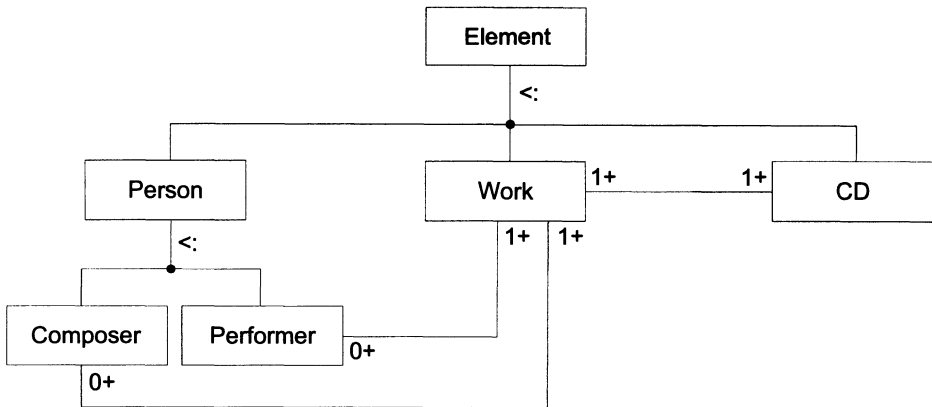 Element
<:
Person
Work
1+
1+
CD
<:
1+
1+
Composer
Performer
0+
0+